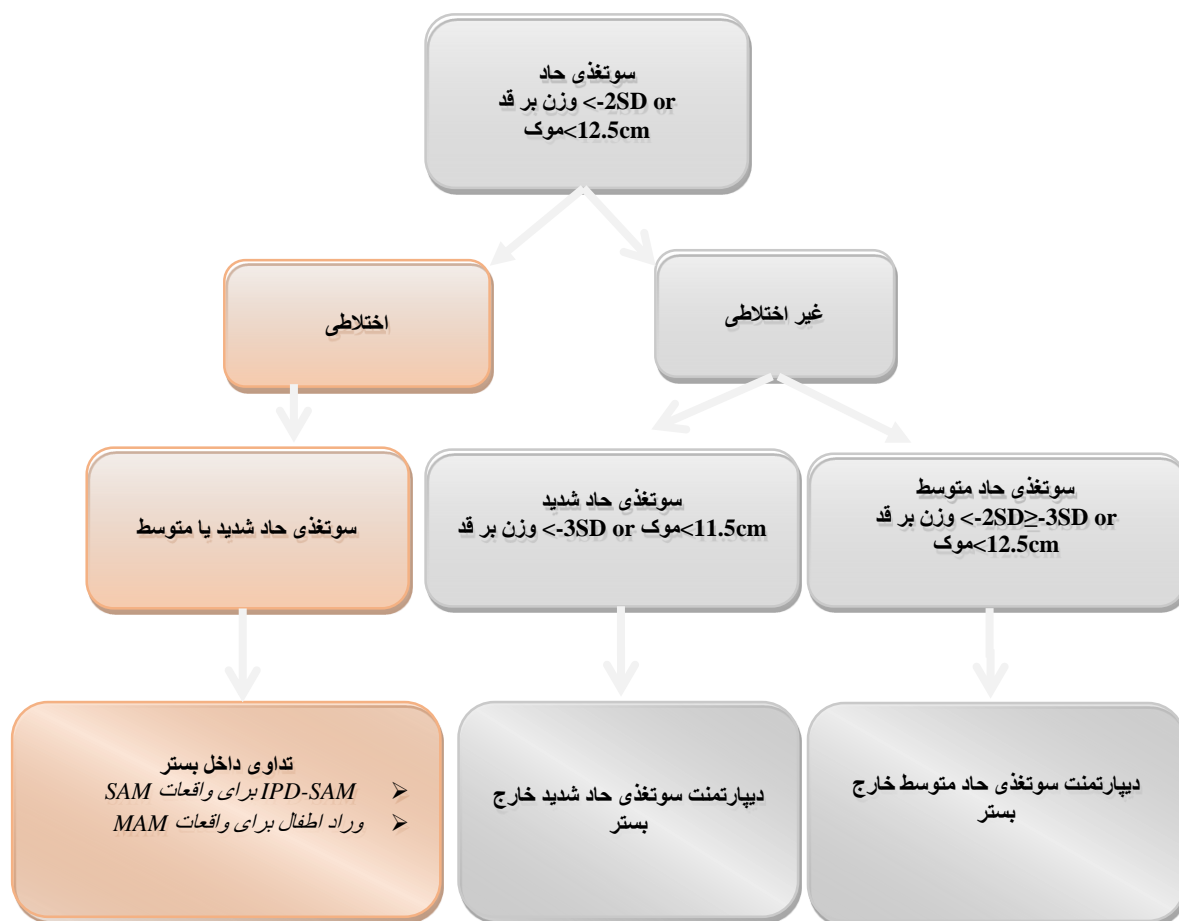 سوتغذی حاد
وزن بر قد <-2SD or
موک<12.5cm
اختلاطی
غیر اختلاطی
سوتغذی حاد شدید یا متوسط
سوتغذی حاد شدید
وزن بر قد <-3SD or موک<11.5cm
سوتغذی حاد متوسط
وزن بر قد <-2SD≥-3SD or
موک<12.5cm
تداوی داخل بستر
➢ IPD-SAM برای واقعات SAM
➢ وراد اطفال برای واقعات MAM
دیپارتمنت سوتغذی حاد شدید خارج
بستر
دیپارتمنت سوتغذی حاد متوسط خارج
بستر